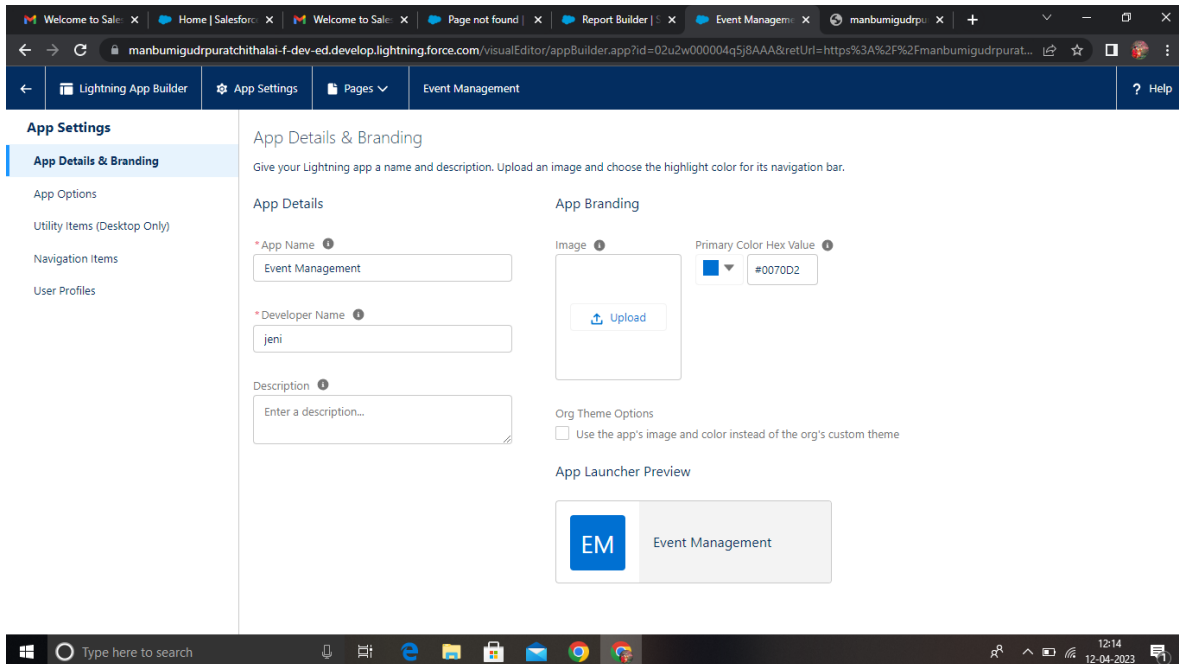 Welcome to Sale
Home | Salesforc
Welcome to Sale
Page not found |
Report Builder | S
Event Manageme
manbumigudrpu
manbumigudrpuratchithalai-f-dev-ed.develop.lightning.force.com/visualEditor/appBuilder.app?id=02u2w000004q5j8AAA&retUrl=https%3A%2F%2Fmanbumigudrpurat...
Lightning App Builder
App Settings
Pages
Event Management
? Help
App Settings
App Details & Branding
App Options
Utility Items (Desktop Only)
Navigation Items
User Profiles
App Details & Branding
Give your Lightning app a name and description. Upload an image and choose the highlight color for its navigation bar.
App Details
*App Name
Event Management
*Developer Name
jeni
Description
Enter a description...
App Branding
Image
Upload
Primary Color Hex Value
#0070D2
Org Theme Options
Use the app's image and color instead of the org's custom theme
App Launcher Preview
EM
Event Management
Type here to search
12:14
12-04-2023